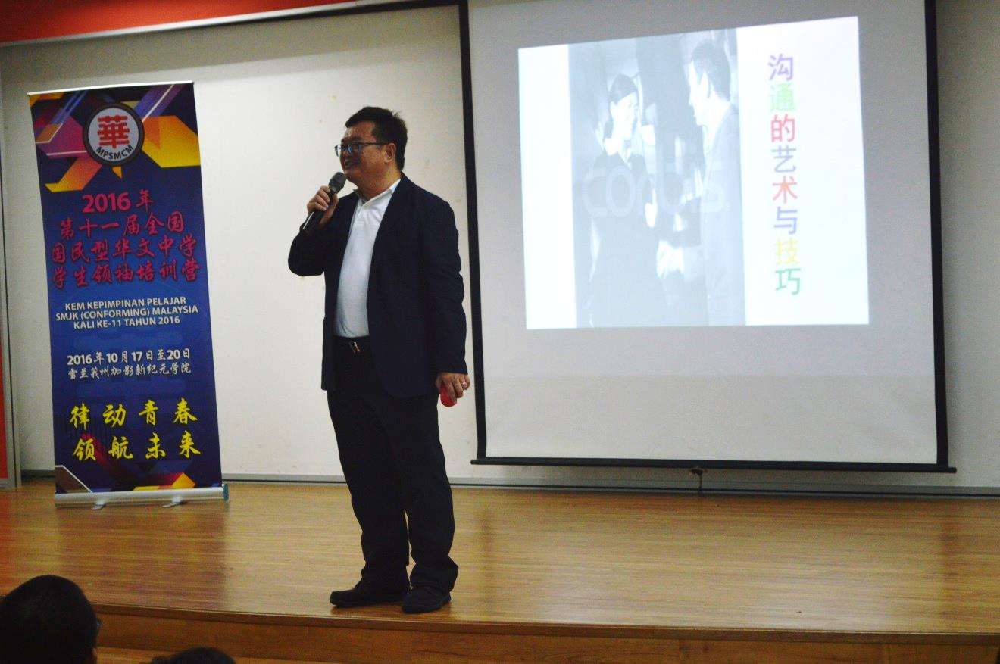 華
MPSMCM
2016年
第十一届全国
国民型华文中学
学生领袖培训营
KEM KEPIMPINAN PELAJAR
SMJK (CONFORMING) MALAYSIA
KALI KE-11 TAHUN 2016
2016年10月17日至20日
雪兰莪州加影新纪元学院
律动青春
领航未来
沟通的艺术与技巧
corbis